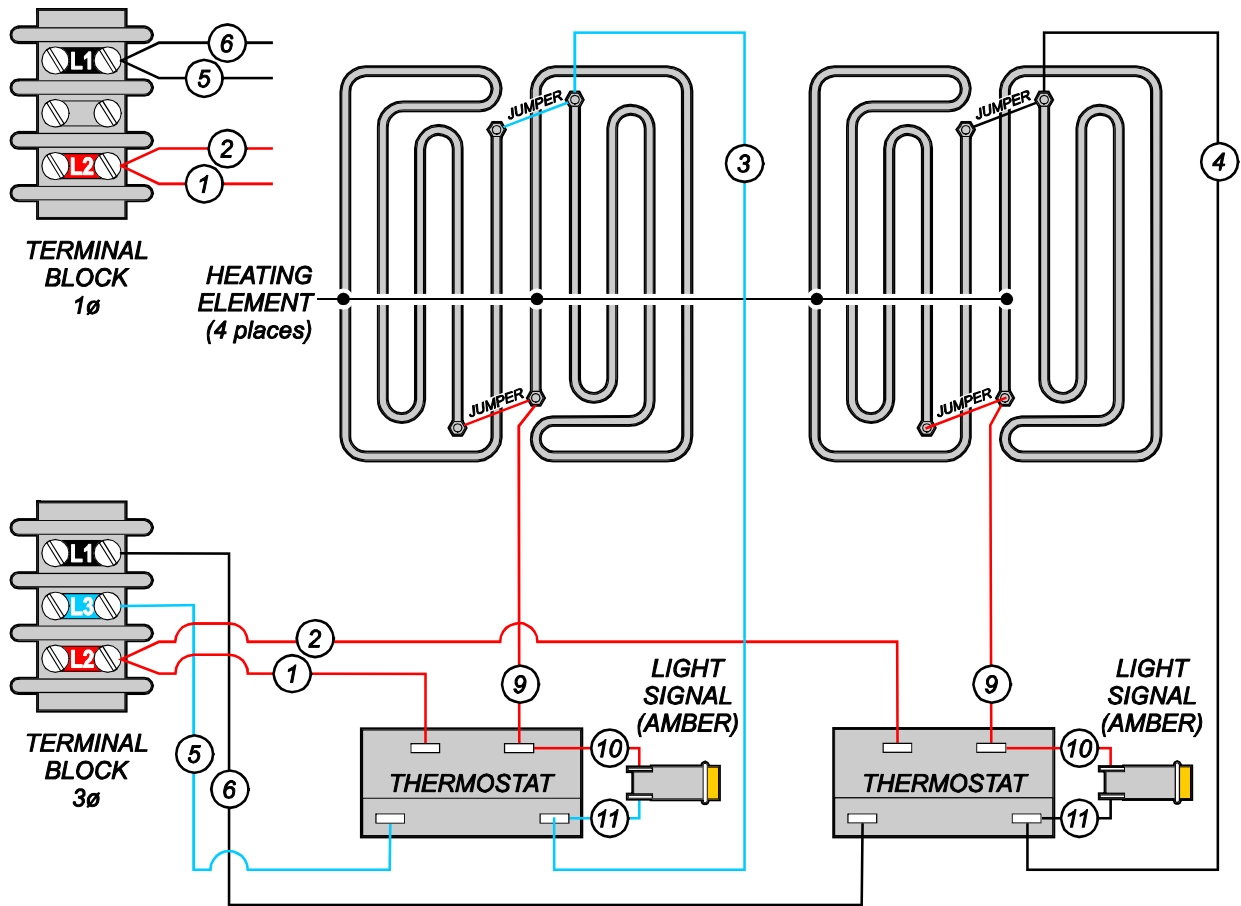 L1
6
5
L2
2
1
TERMINAL
BLOCK
1ø
JUMPER
JUMPER
3
4
HEATING
ELEMENT
(4 places)
JUMPER
JUMPER
L1
L3
L2
2
1
9
9
LIGHT
SIGNAL
(AMBER)
LIGHT
SIGNAL
(AMBER)
TERMINAL
BLOCK
3ø
5
6
10
THERMOSTAT
11
10
THERMOSTAT
11